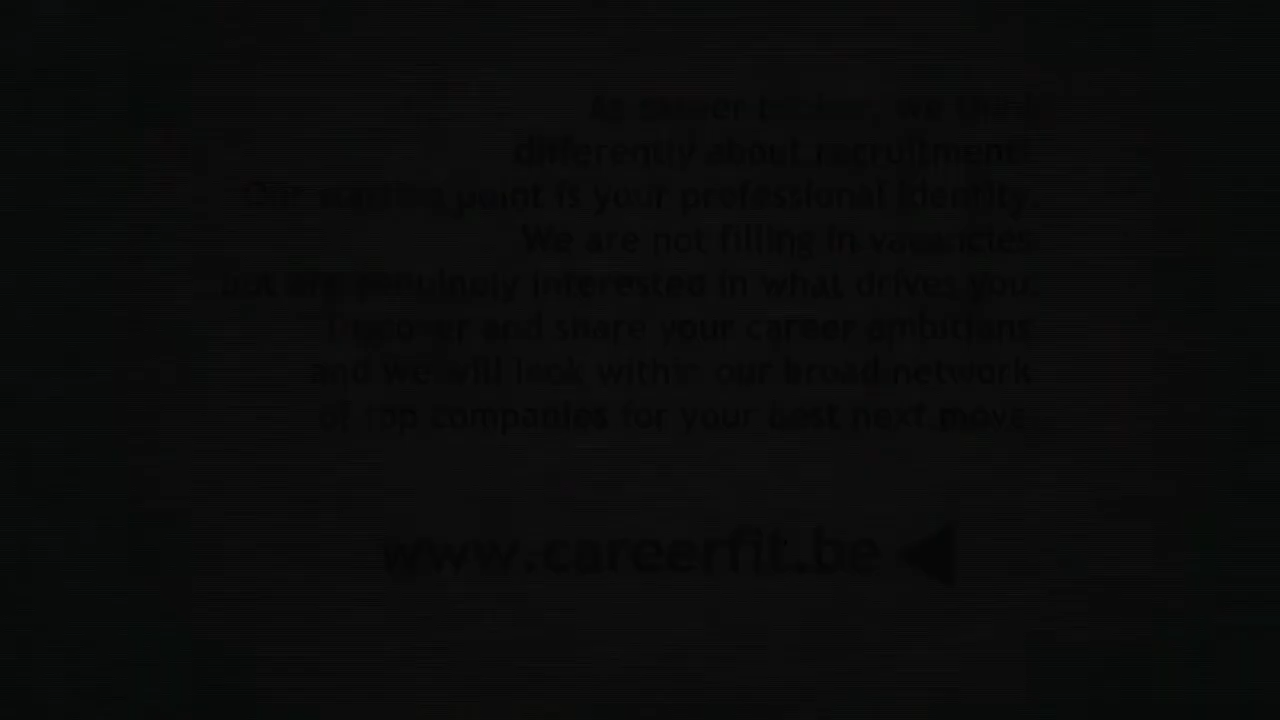 As career broker, we think
differently about recruitment!
Our starting point is your professional identity.
We are not filling in vacancies
but are genuinely interested in what drives you.
Discover and share your career ambitions
and we will look within our broad network
of top companies for your best next move.
www.careerfit.be